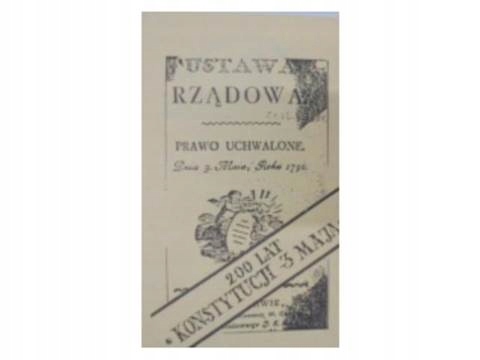 USTAWA
RZĄDOWA.
PRAWO UCHWALONE.
Dnia 3. Maia, Roku 1791.
200 LAT
* KONSTYTUCJI 3 MAJA